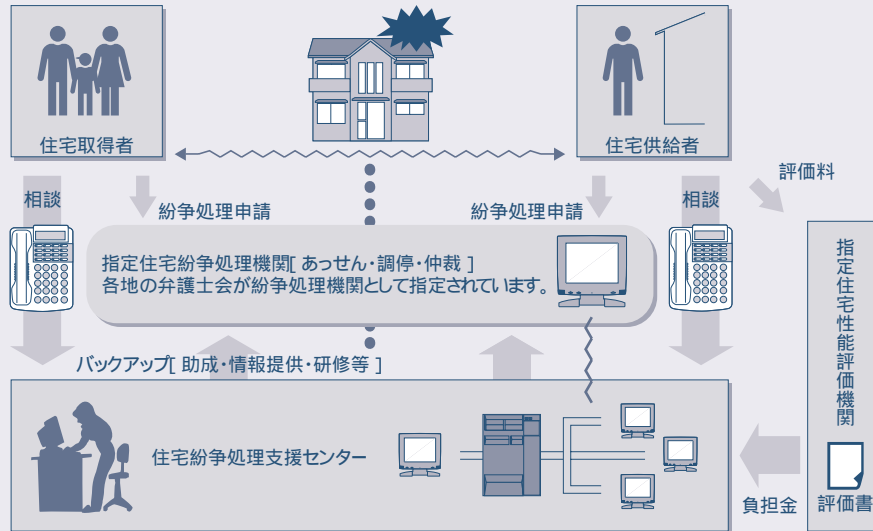 住宅取得者
住宅供給者
評価料
相談
相談
紛争処理申請
紛争処理申請
指定住宅紛争処理機関[ あっせん・調停・仲裁 ]
各地の弁護士会が紛争処理機関として指定されています。
指定住宅性能評価機関
バックアップ[ 助成・情報提供・研修等 ]
住宅紛争処理支援センター
負担金
評価書